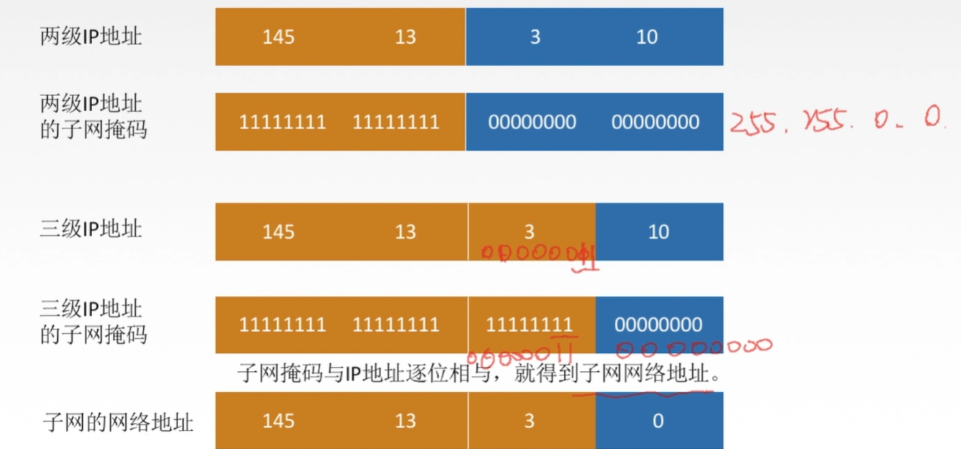 两级IP地址 145 13 3 10
两级IP地址
的子网掩码
11111111 11111111 00000000 00000000 255.255.0.0.
三级IP地址 145 13 3 10
00000011
三级IP地址
的子网掩码
11111111 11111111 11111111 00000000
00000011 00000000
子网掩码与IP地址逐位相与，就得到子网网络地址。
子网的网络地址 145 13 3 0